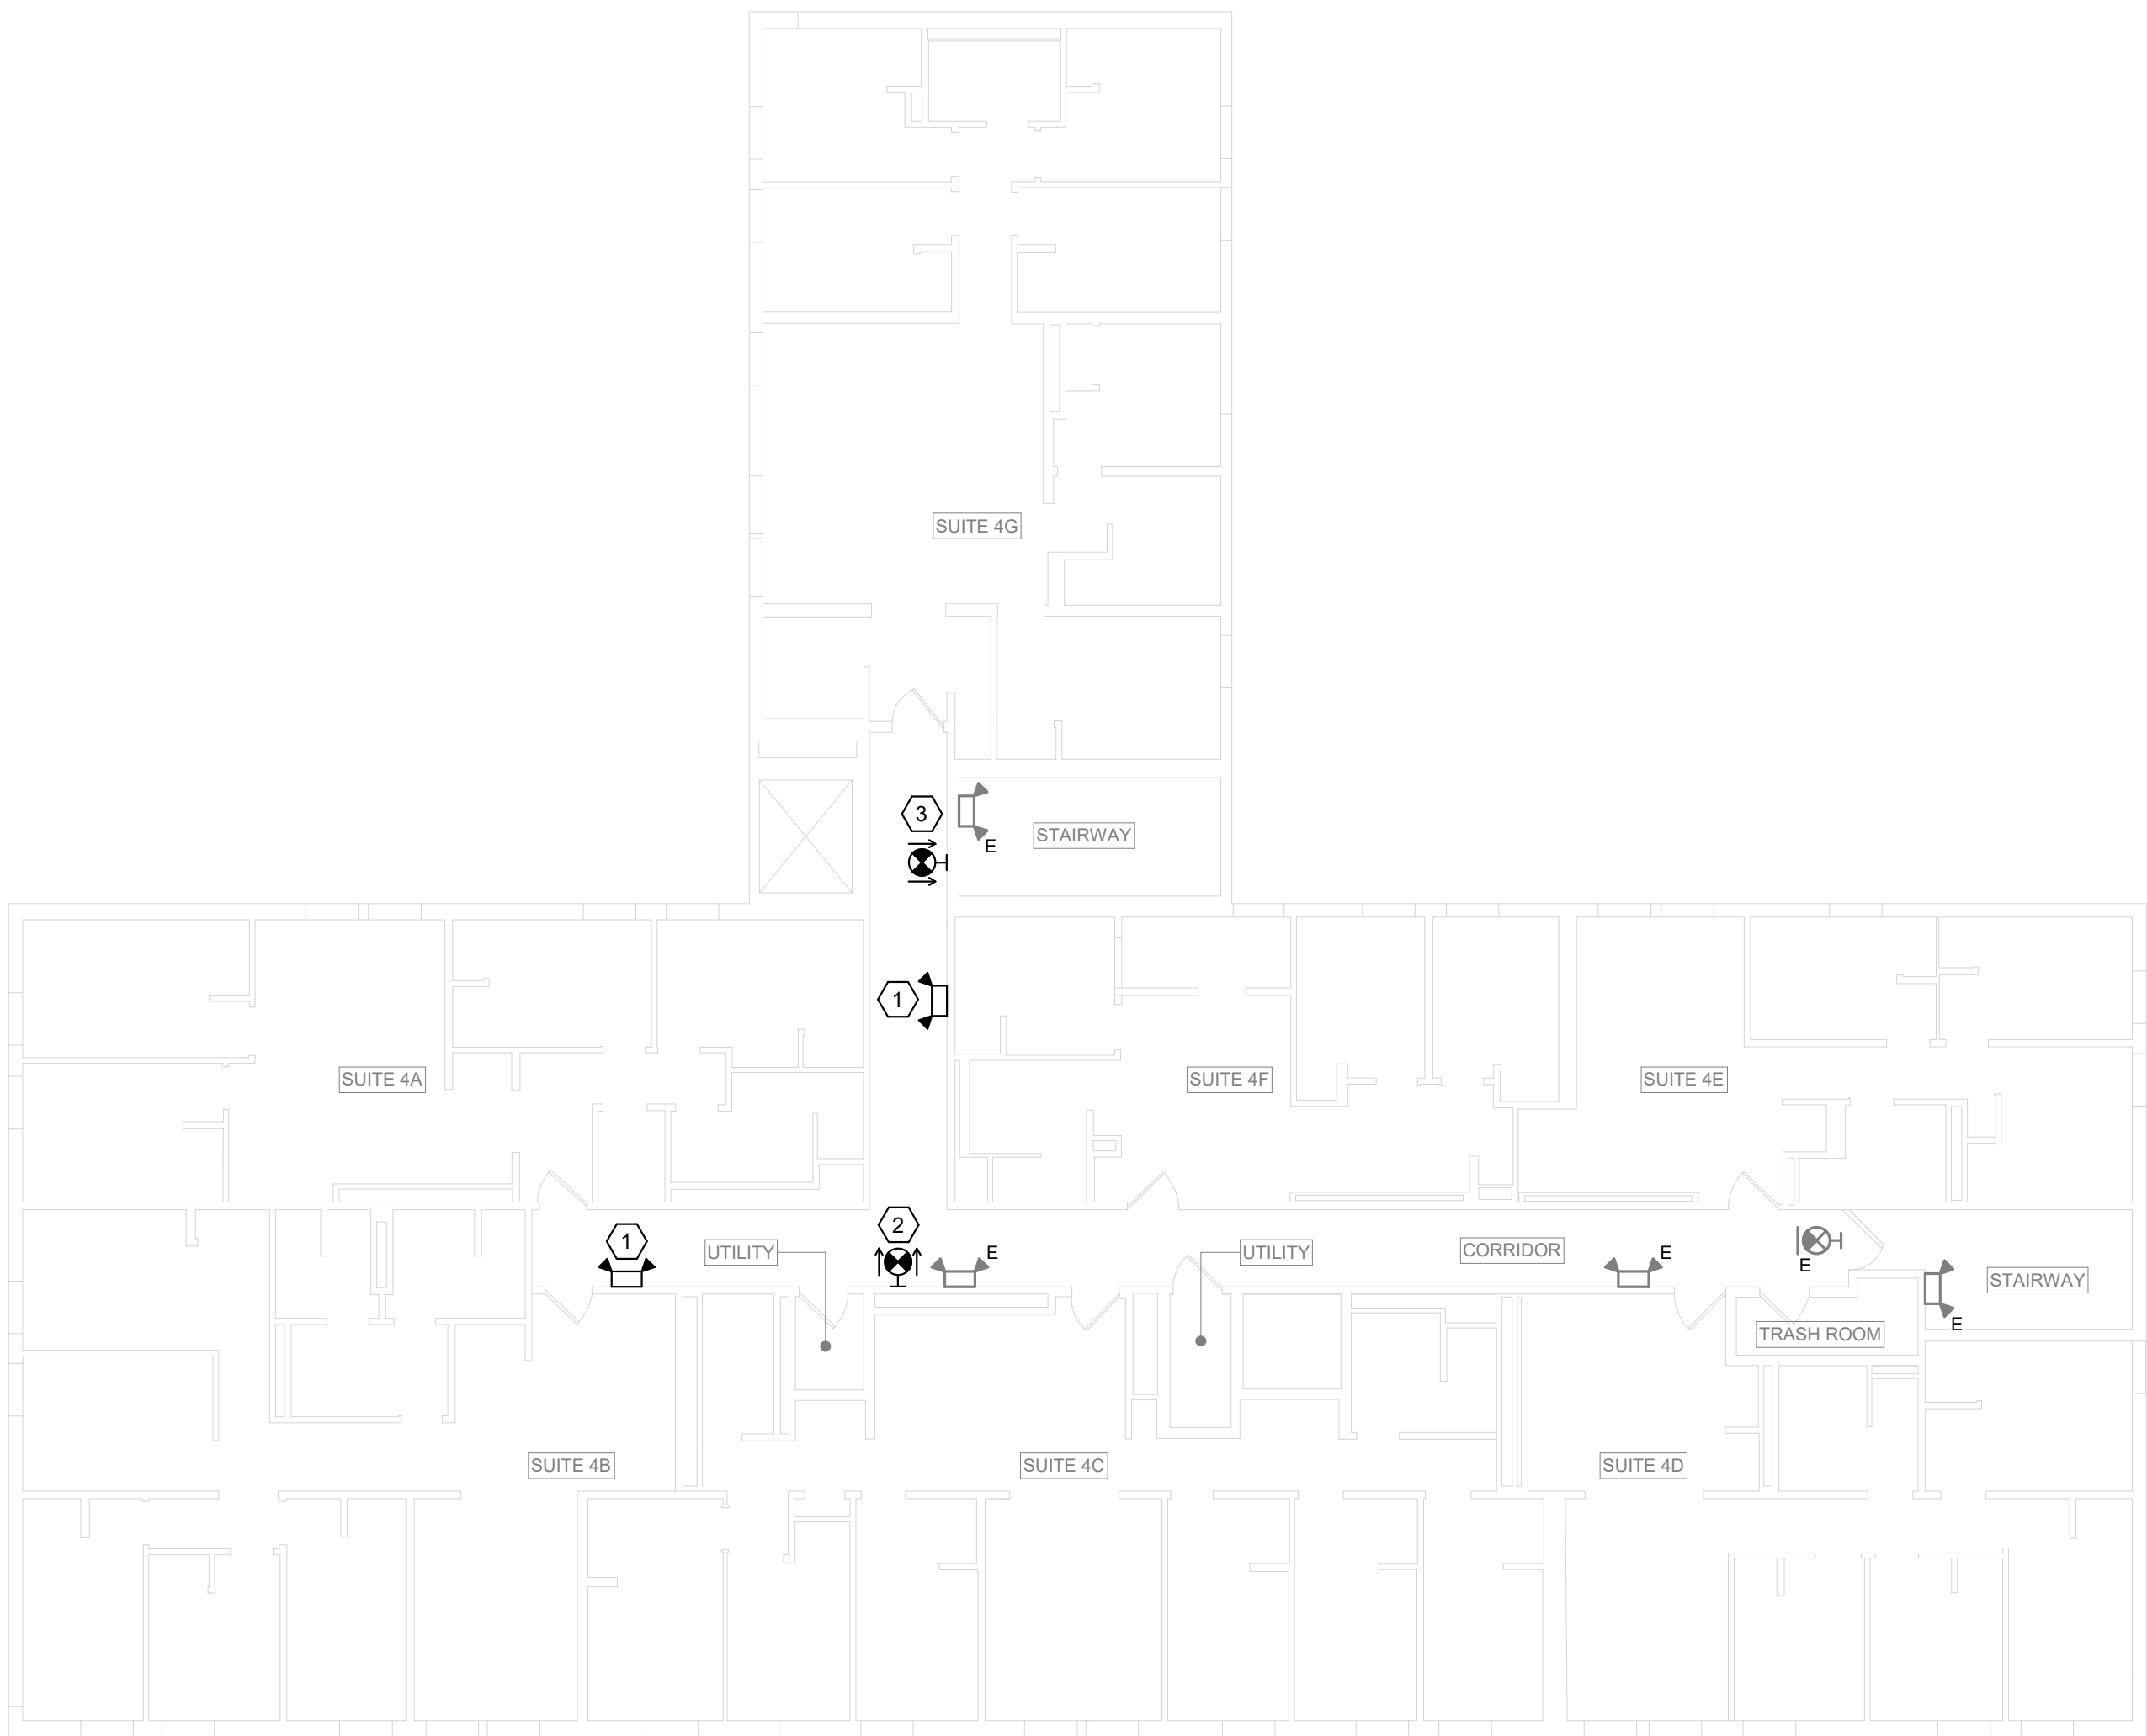 SUITE 4G
3
STAIRWAY
E
1
SUITE 4A
SUITE 4F
SUITE 4E
2
1
UTILITY
E
UTILITY
CORRIDOR
E
E
STAIRWAY
E
TRASH ROOM
SUITE 4B
SUITE 4C
SUITE 4D